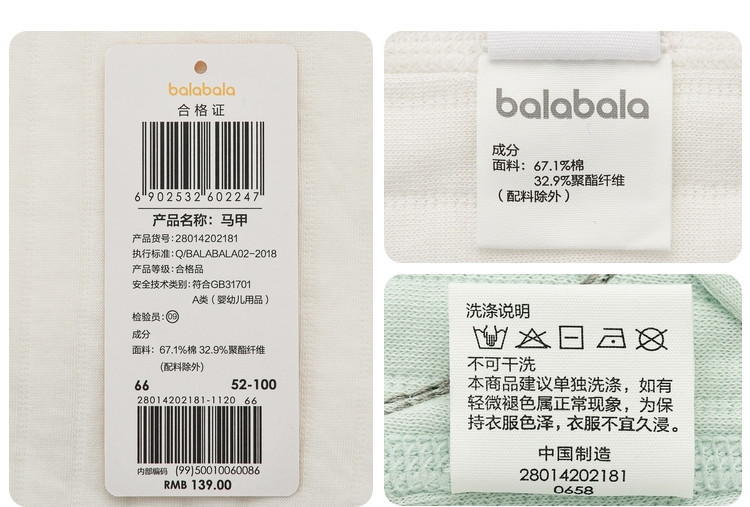 balabala
合格证
6 902532 602247
产品名称：马甲
产品货号：28014202181
执行标准：Q/BALABALA02-2018
产品等级：合格品
安全技术类别：符合GB31701
A类（婴幼儿用品）
检验员：09
成分
面料：67.1%棉 32.9%聚酯纤维
(配料除外)
66 52-100
28014202181-1120 66
内部编码 (99)50010060086
RMB 139.00
balabala
成分
面料：67.1%棉
32.9%聚酯纤维
（配料除外）
洗涤说明
不可干洗
本商品建议单独洗涤，如有
轻微褪色属正常现象，为保
持衣服色泽，衣服不宜久浸。
中国制造
28014202181
0658